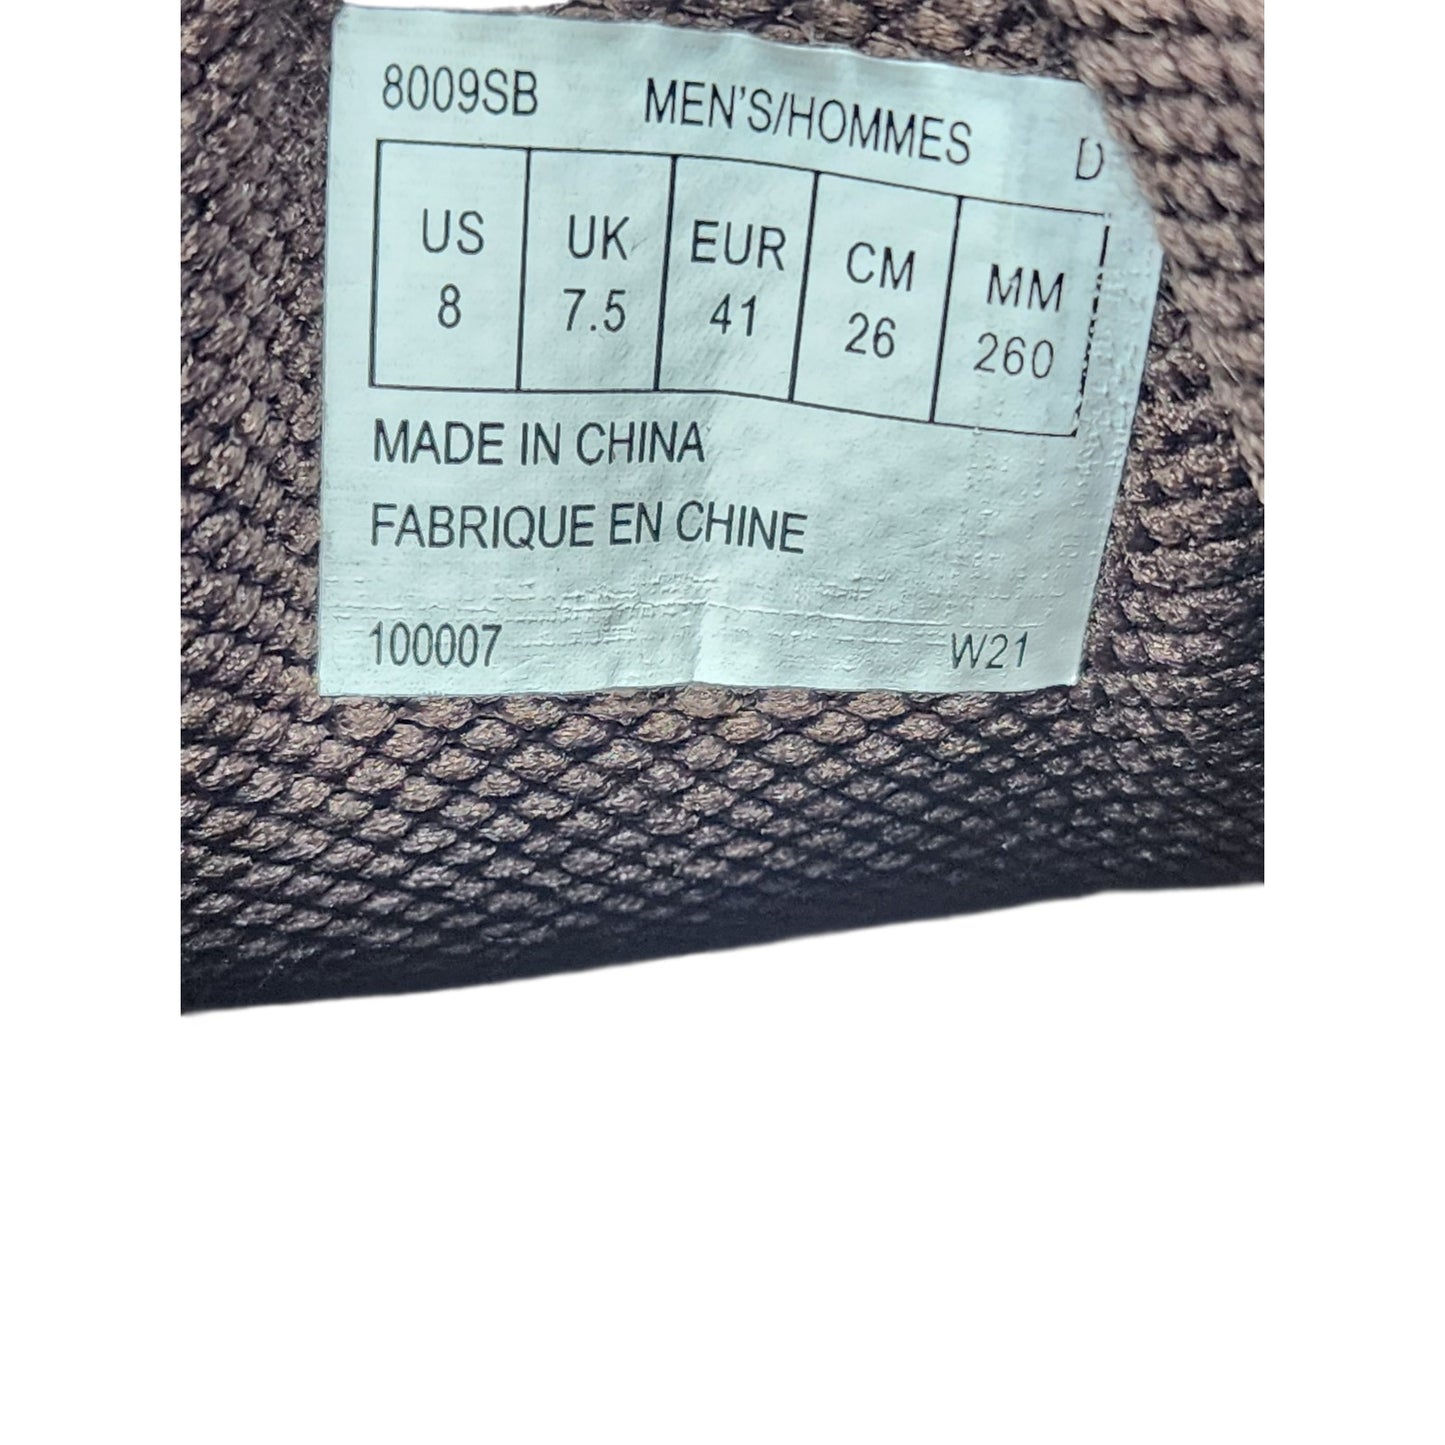 8009SB MEN'S/HOMMES D
US UK EUR CM MM
8 7.5 41 26 260
MADE IN CHINA
FABRIQUE EN CHINE
100007 W21